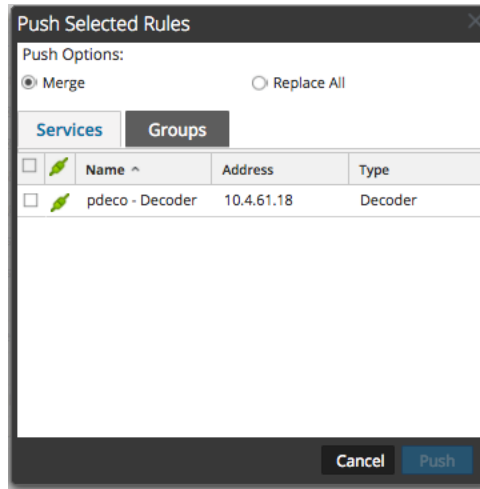 Push Selected Rules
Push Options:
Merge Replace All
Services Groups
Name Address Type
pdeco - Decoder 10.4.61.18 Decoder
Cancel Push